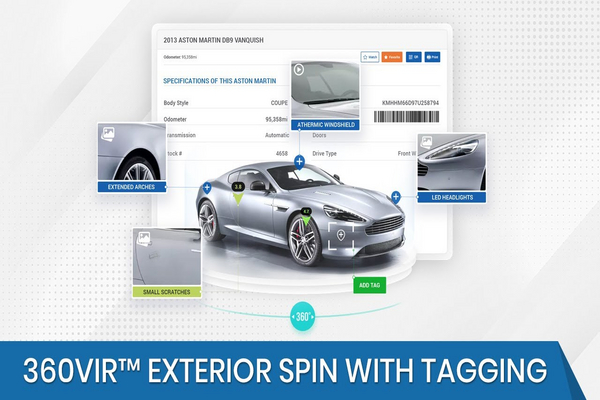 2013 ASTON MARTIN DB9 VANQUISH
Odometer: 95,358mi
Print
SPECIFICATIONS OF THIS ASTON MARTIN
Body Style COUPE
KMHHM66D97U258794
Odometer 95,358mi
ATHERMIC WINDSHIELD
ransmission Automatic Doors
tock # 4658 Drive Type Front W
EXTENDED ARCHES
LED HEADLIGHTS
3.8
SMALL SCRATCHES
ADD TAG
360°
360VIR™ EXTERIOR SPIN WITH TAGGING